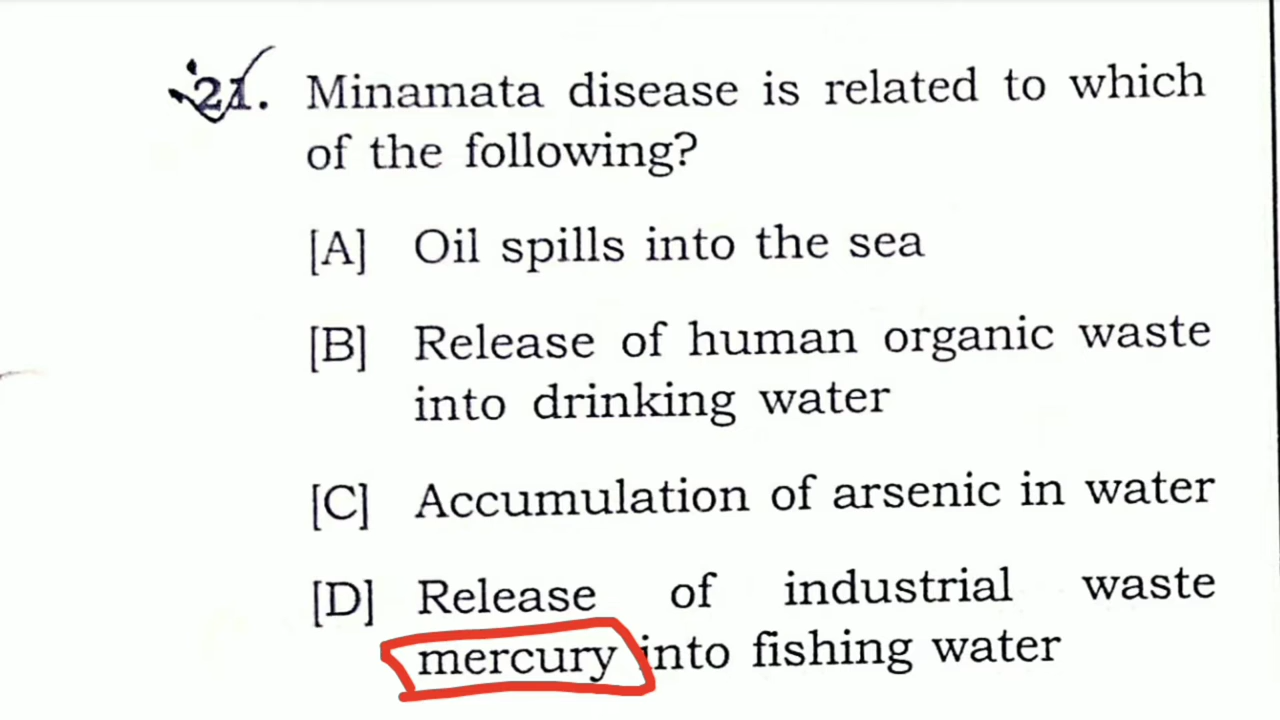 21. Minamata disease is related to which
of the following?
[A] Oil spills into the sea
[B] Release of human organic waste
into drinking water
[C] Accumulation of arsenic in water
[D] Release of industrial waste
mercury into fishing water